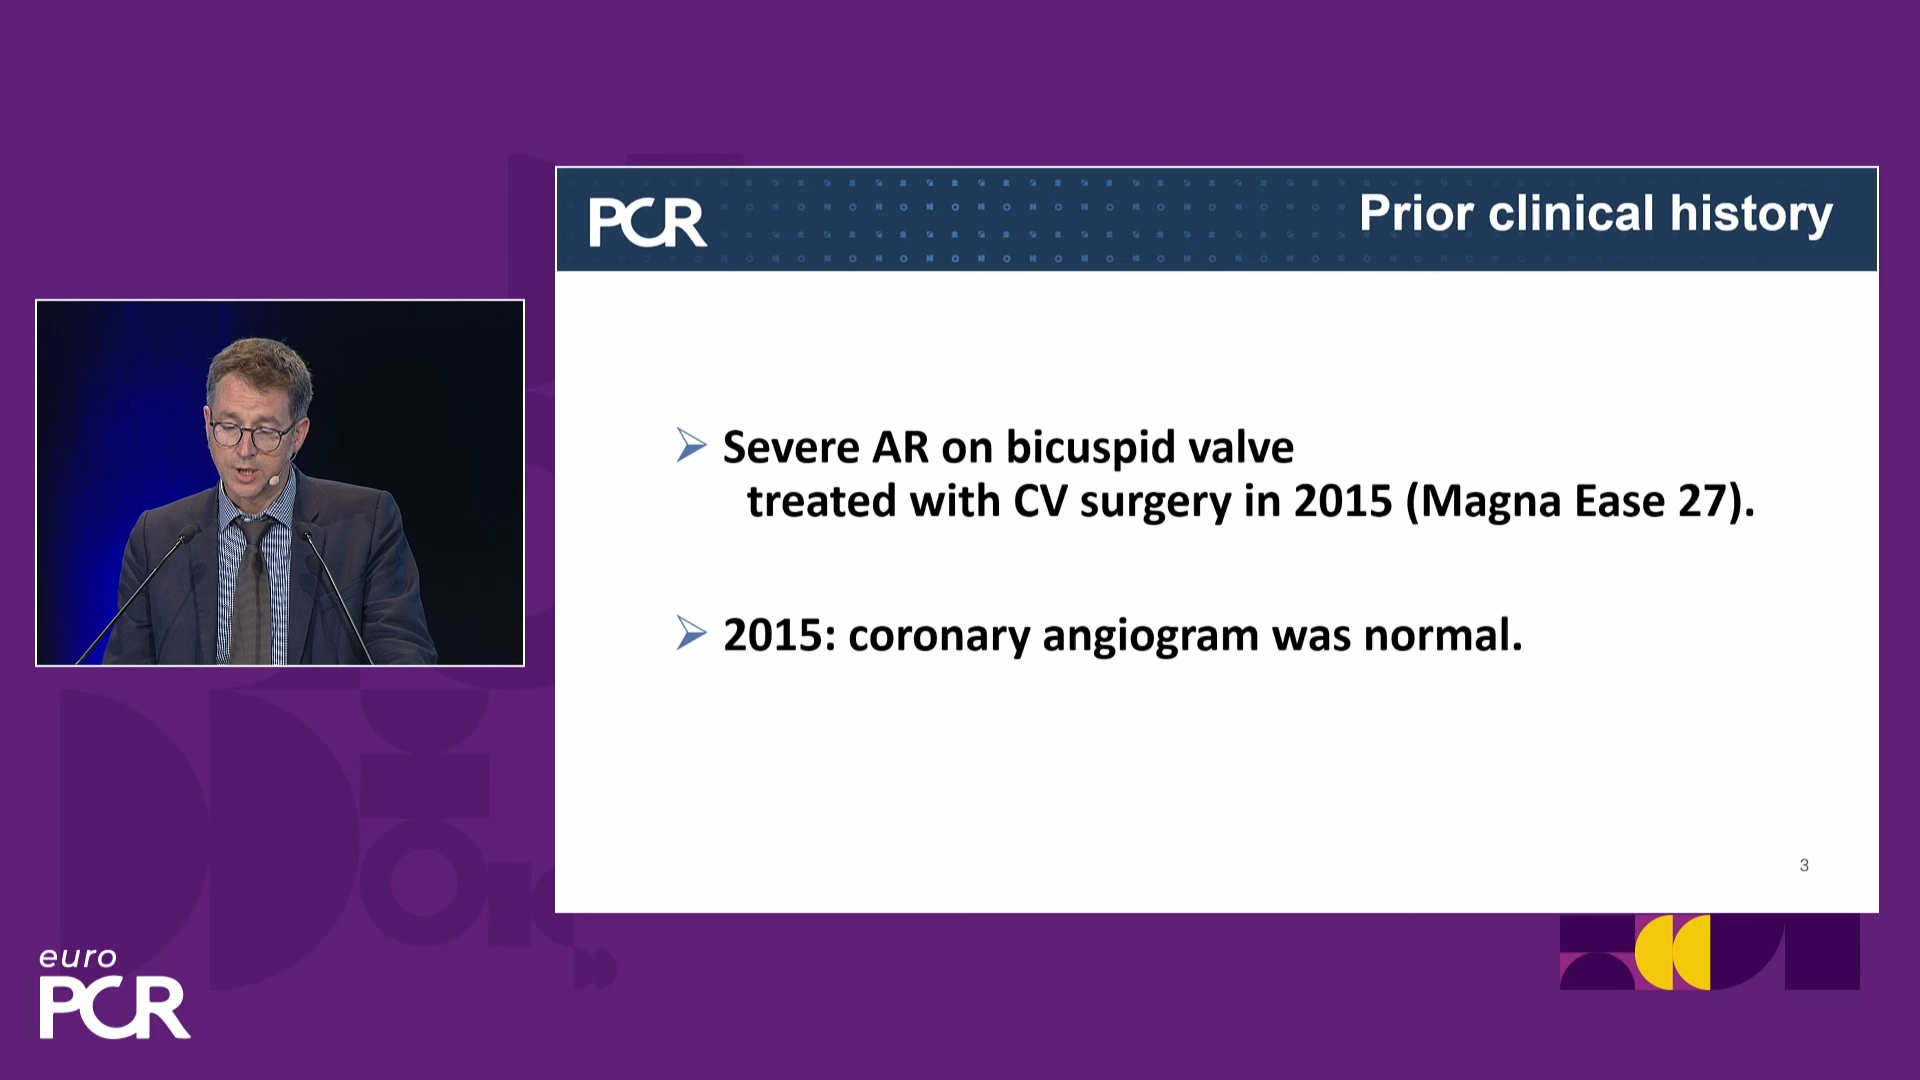 PCR
Prior clinical history
Severe AR on bicuspid valve
treated with CV surgery in 2015 (Magna Ease 27).
2015: coronary angiogram was normal.
3
euro
PCR